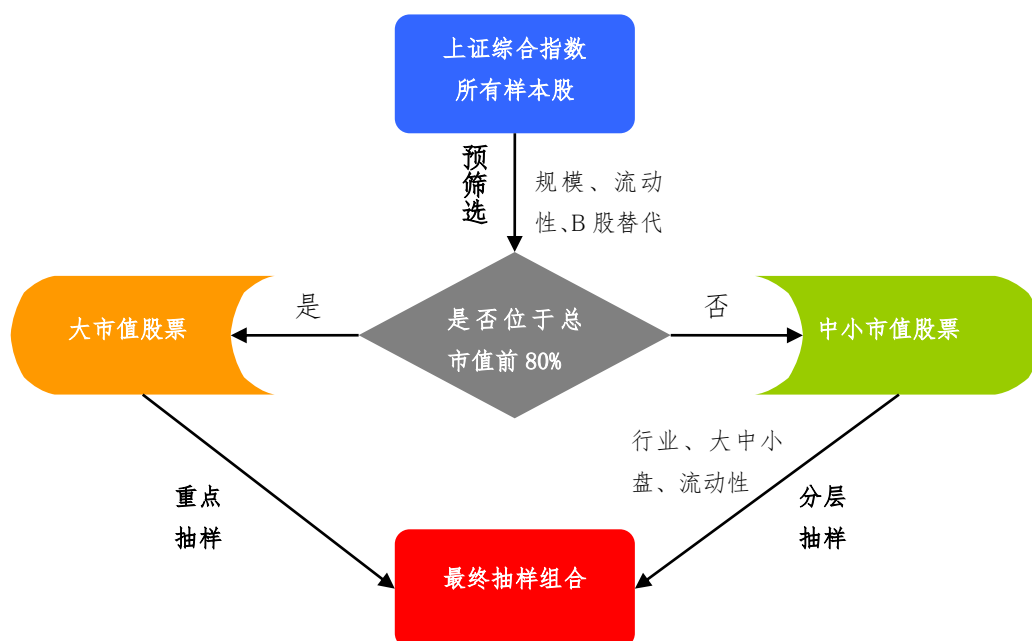 上证综合指数
所有样本股
预筛选
规模、流动
性、B 股替代
是
否
大市值股票
是否位于总
市值前 80%
中小市值股票
行业、大中小
盘、流动性
重点
抽样
分层
抽样
最终抽样组合